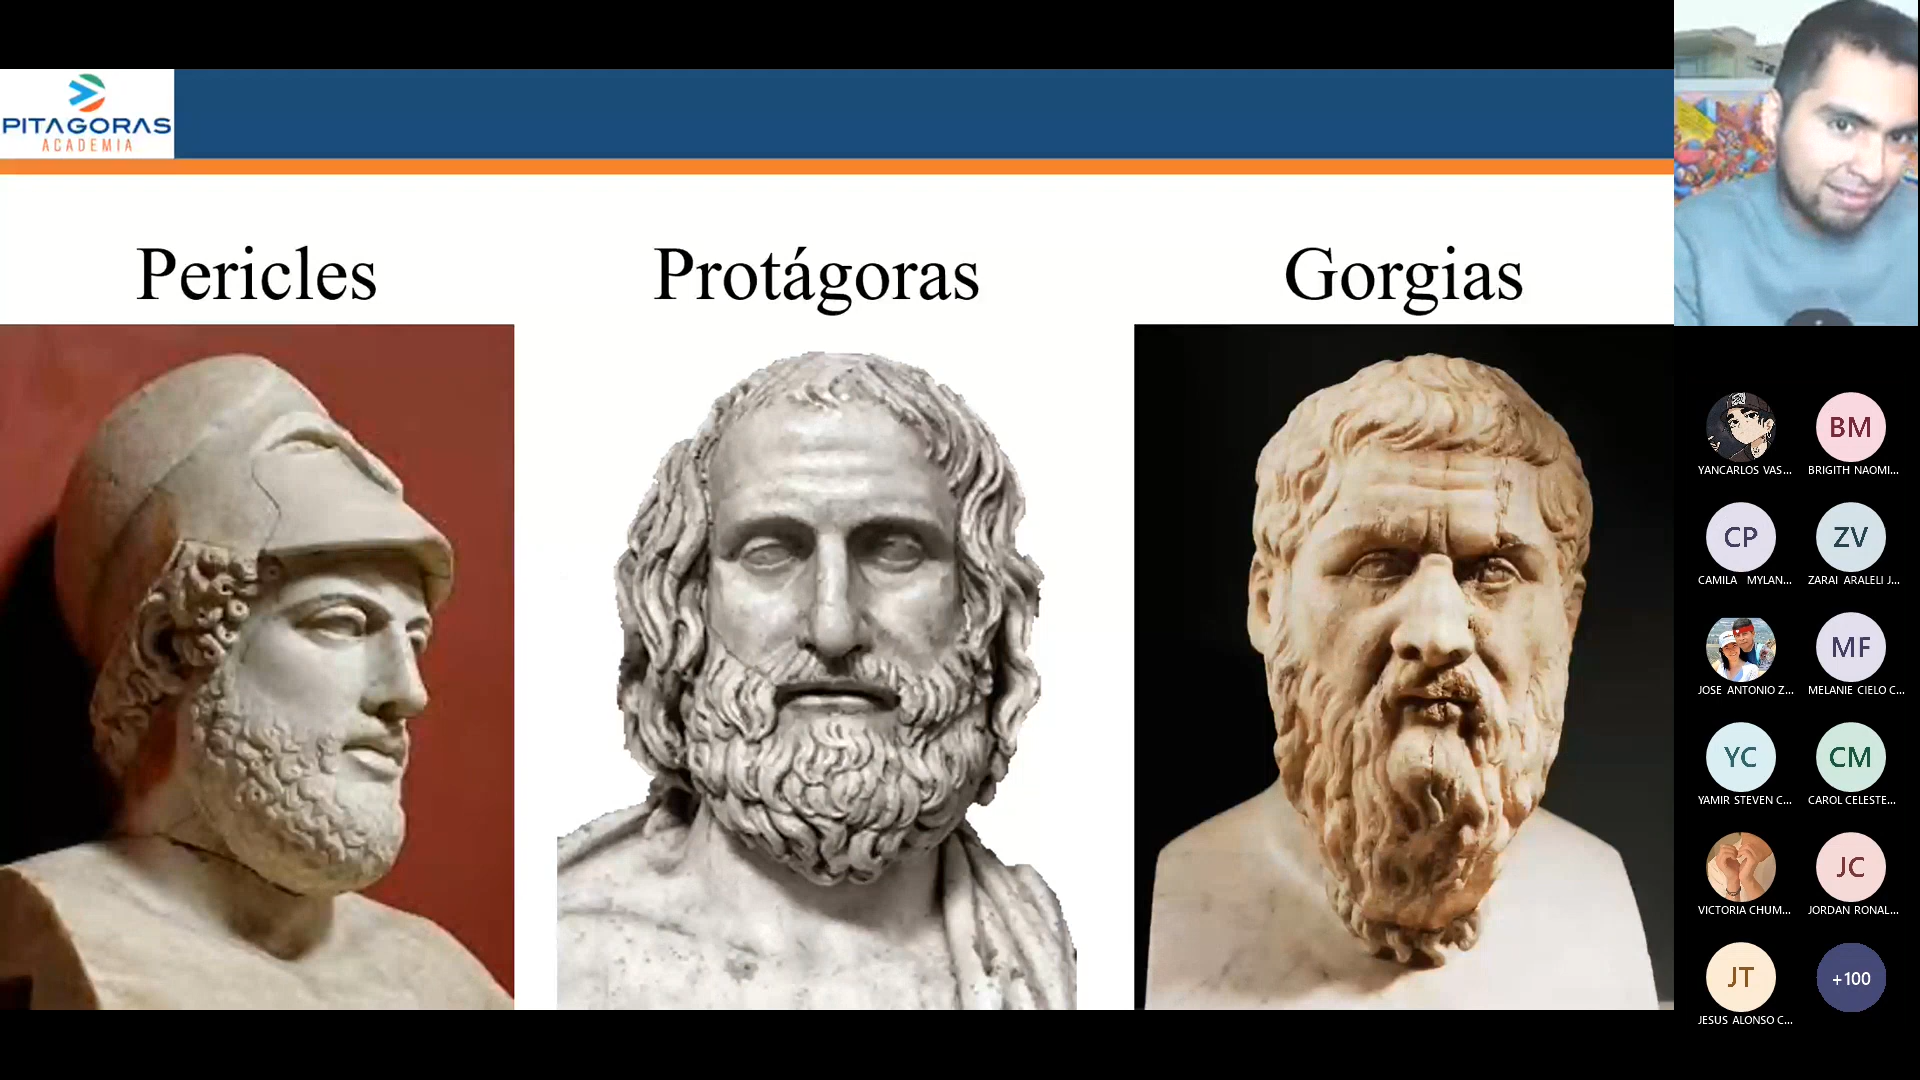 PITAGORAS
ACADEMIA
Pericles
Protágoras
Gorgias
YANCARLOS VAS...
BM
BRIGITH NAOMI...
CP
CAMILA MYLAN...
ZV
ZARAI ARALELI J...
JOSE ANTONIO Z...
MF
MELANIE CIELO C...
YC
YAMIR STEVEN C...
CM
CAROL CELESTE...
VICTORIA CHUM...
JC
JORDAN RONAL...
JT
JESUS ALONSO C...
+100